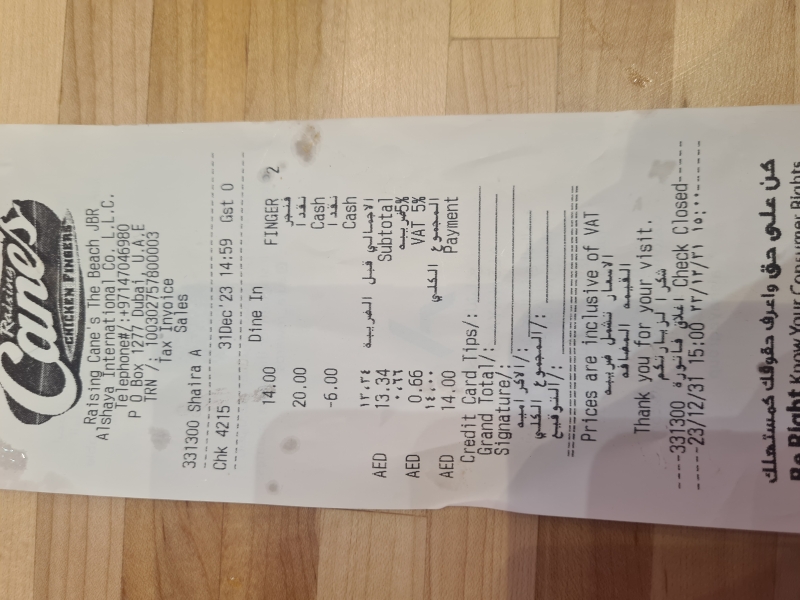 Raising
Cane's
CHICKEN FINGERS
Raising Cane's The Beach JBR
Alshaya International Co. L.L.C.
Telephone#/:+97147046980
P O Box 1277 Dubai U.A.E
TRN /: 100302757800003
Tax Invoice
Sales
331300 Shaira A
Chk 4215 31Dec'23 14:59 Gst 0
Dine In
2 FINGER 14.00
فنجر
نقدا 20.00
Cash
نقدا -6.00
Cash
الاجمالي قبل الضريبة ١٣.٣٤
Subtotal AED 13.34
ضريبة 5% ٠.٦٦
VAT 5% AED 0.66
المجموع الكلي ١٤.٠٠
Payment AED 14.00
Credit Card Tips/:
Grand Total/:
Signature/:
الاكرامية/:
المجموع الكلي/:
التوقيع/:
Prices are inclusive of VAT
الاسعار تشمل ضريبة
القيمة المضافة
Thank you for your visit.
شكرا لزيارتكم
----331300 اغلاق فاتورة Check Closed----
-----23/12/31 15:00 ٢٣/١٢/٣١ ١٥:٠٠-----
كن على حق واعرف حقوقك كمستهلك
Be Right Know Your Consumer Rights